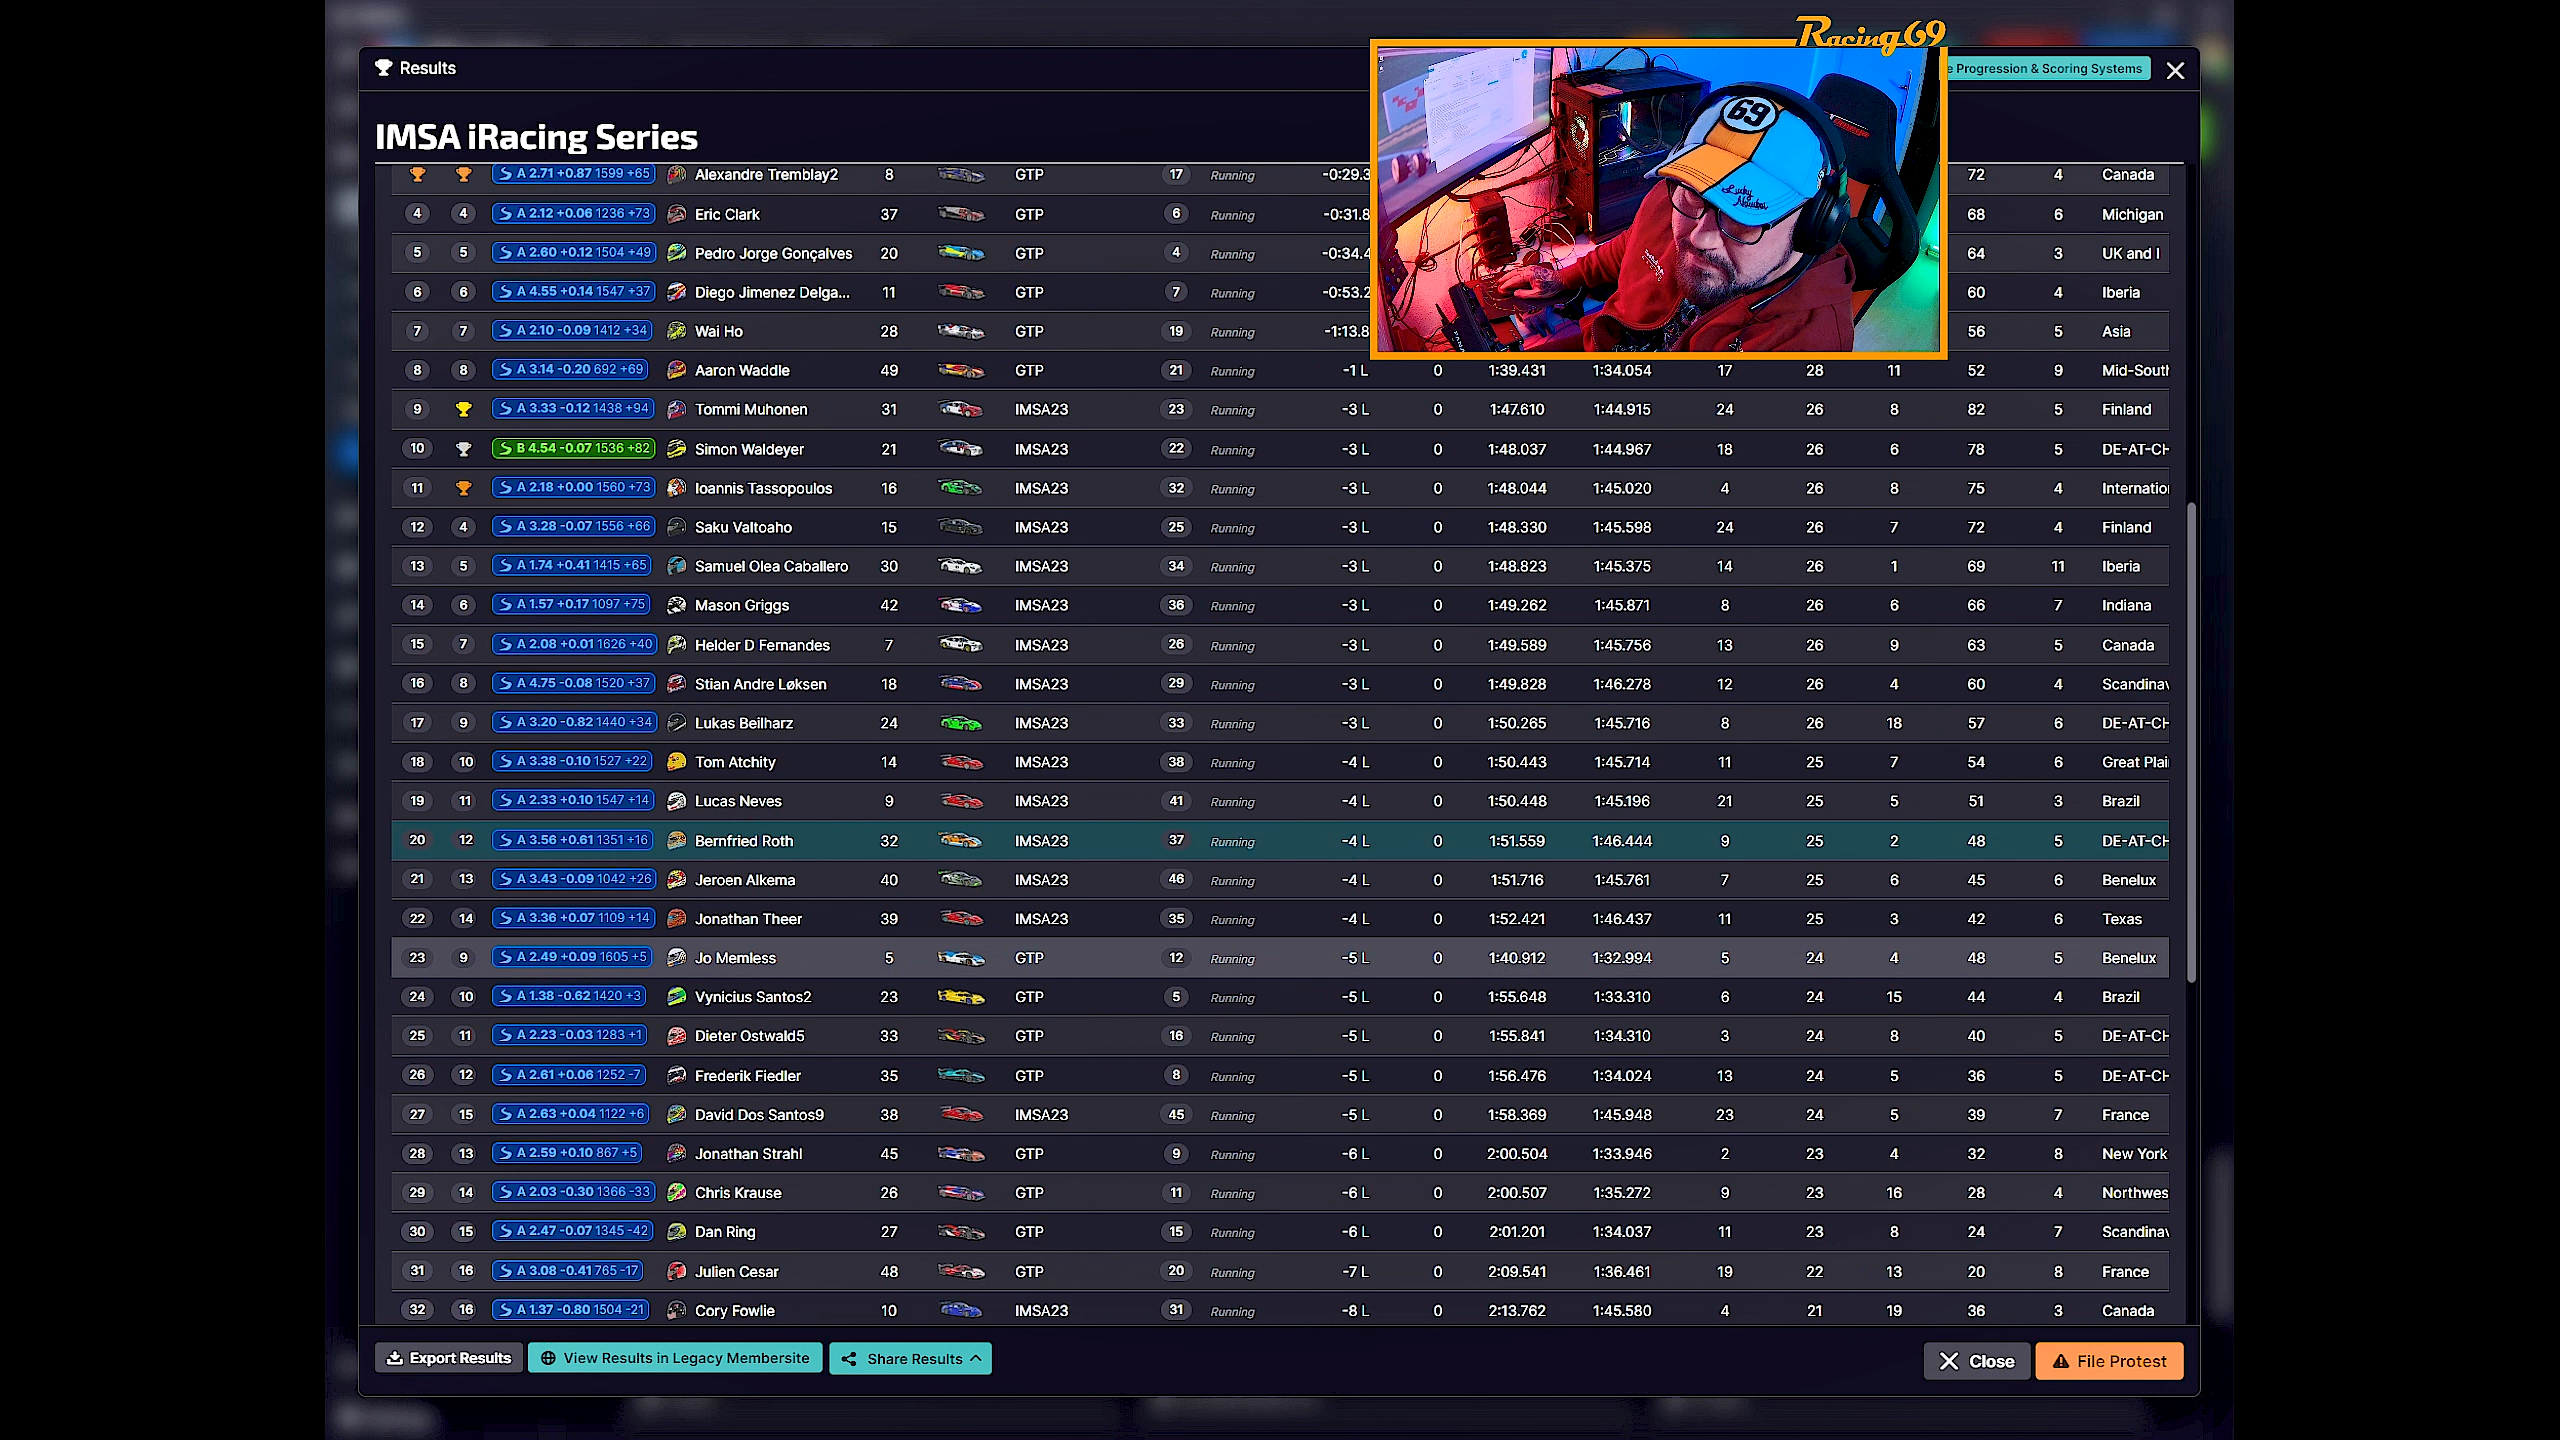 Racing69
Results
e Progression & Scoring Systems
IMSA iRacing Series
69
Lucky Number
A 2.71 +0.87 1599 +65 Alexandre Tremblay2 8 GTP 17 Running -0:29.3 72 4 Canada
4 4 A 2.12 +0.06 1236 +73 Eric Clark 37 GTP 6 Running -0:31.8 68 6 Michigan
5 5 A 2.60 +0.12 1504 +49 Pedro Jorge Gonçalves 20 GTP 4 Running -0:34.4 64 3 UK and I
6 6 A 4.55 +0.14 1547 +37 Diego Jimenez Delga... 11 GTP 7 Running -0:53.2 60 4 Iberia
7 7 A 2.10 -0.09 1412 +34 Wai Ho 28 GTP 19 Running -1:13.8 56 5 Asia
8 8 A 3.14 -0.20 692 +69 Aaron Waddle 49 GTP 21 Running -1 L 0 1:39.431 1:34.054 17 28 11 52 9 Mid-South
9 A 3.33 -0.12 1438 +94 Tommi Muhonen 31 IMSA23 23 Running -3 L 0 1:47.610 1:44.915 24 26 8 82 5 Finland
10 B 4.54 -0.07 1536 +82 Simon Waldeyer 21 IMSA23 22 Running -3 L 0 1:48.037 1:44.967 18 26 6 78 5 DE-AT-CH
11 A 2.18 +0.00 1560 +73 Ioannis Tassopoulos 16 IMSA23 32 Running -3 L 0 1:48.044 1:45.020 4 26 8 75 4 Internatio
12 4 A 3.28 -0.07 1556 +66 Saku Valtoaho 15 IMSA23 25 Running -3 L 0 1:48.330 1:45.598 24 26 7 72 4 Finland
13 5 A 1.74 +0.41 1415 +65 Samuel Olea Caballero 30 IMSA23 34 Running -3 L 0 1:48.823 1:45.375 14 26 1 69 11 Iberia
14 6 A 1.57 +0.17 1097 +75 Mason Griggs 42 IMSA23 36 Running -3 L 0 1:49.262 1:45.871 8 26 6 66 7 Indiana
15 7 A 2.08 +0.01 1626 +40 Helder D Fernandes 7 IMSA23 26 Running -3 L 0 1:49.589 1:45.756 13 26 9 63 5 Canada
16 8 A 4.75 -0.08 1520 +37 Stian Andre Løksen 18 IMSA23 29 Running -3 L 0 1:49.828 1:46.278 12 26 4 60 4 Scandinav
17 9 A 3.20 -0.82 1440 +34 Lukas Beilharz 24 IMSA23 33 Running -3 L 0 1:50.265 1:45.716 8 26 18 57 6 DE-AT-CH
18 10 A 3.38 -0.10 1527 +22 Tom Atchity 14 IMSA23 38 Running -4 L 0 1:50.443 1:45.714 11 25 7 54 6 Great Plai
19 11 A 2.33 +0.10 1547 +14 Lucas Neves 9 IMSA23 41 Running -4 L 0 1:50.448 1:45.196 21 25 5 51 3 Brazil
20 12 A 3.56 +0.61 1351 +16 Bernfried Roth 32 IMSA23 37 Running -4 L 0 1:51.559 1:46.444 9 25 2 48 5 DE-AT-CH
21 13 A 3.43 -0.09 1042 +26 Jeroen Alkema 40 IMSA23 46 Running -4 L 0 1:51.716 1:45.761 7 25 6 45 6 Benelux
22 14 A 3.36 +0.07 1109 +14 Jonathan Theer 39 IMSA23 35 Running -4 L 0 1:52.421 1:46.437 11 25 3 42 6 Texas
23 9 A 2.49 +0.09 1605 +5 Jo Memless 5 GTP 12 Running -5 L 0 1:40.912 1:32.994 5 24 4 48 5 Benelux
24 10 A 1.38 -0.62 1420 +3 Vynicius Santos2 23 GTP 5 Running -5 L 0 1:55.648 1:33.310 6 24 15 44 4 Brazil
25 11 A 2.23 -0.03 1283 +1 Dieter Ostwald5 33 GTP 16 Running -5 L 0 1:55.841 1:34.310 3 24 8 40 5 DE-AT-CH
26 12 A 2.61 +0.06 1252 -7 Frederik Fiedler 35 GTP 8 Running -5 L 0 1:56.476 1:34.024 13 24 5 36 5 DE-AT-CH
27 15 A 2.63 +0.04 1122 +6 David Dos Santos9 38 IMSA23 45 Running -5 L 0 1:58.369 1:45.948 23 24 5 39 7 France
28 13 A 2.59 +0.10 867 +5 Jonathan Strahl 45 GTP 9 Running -6 L 0 2:00.504 1:33.946 2 23 4 32 8 New York
29 14 A 2.03 -0.30 1366 -33 Chris Krause 26 GTP 11 Running -6 L 0 2:00.507 1:35.272 9 23 16 28 4 Northwes
30 15 A 2.47 -0.07 1345 -42 Dan Ring 27 GTP 15 Running -6 L 0 2:01.201 1:34.037 11 23 8 24 7 Scandinav
31 16 A 3.08 -0.41 765 -17 Julien Cesar 48 GTP 20 Running -7 L 0 2:09.541 1:36.461 19 22 13 20 8 France
32 16 A 1.37 -0.80 1504 -21 Cory Fowlie 10 IMSA23 31 Running -8 L 0 2:13.762 1:45.580 4 21 19 36 3 Canada
Export Results View Results in Legacy Membersite Share Results Close File Protest